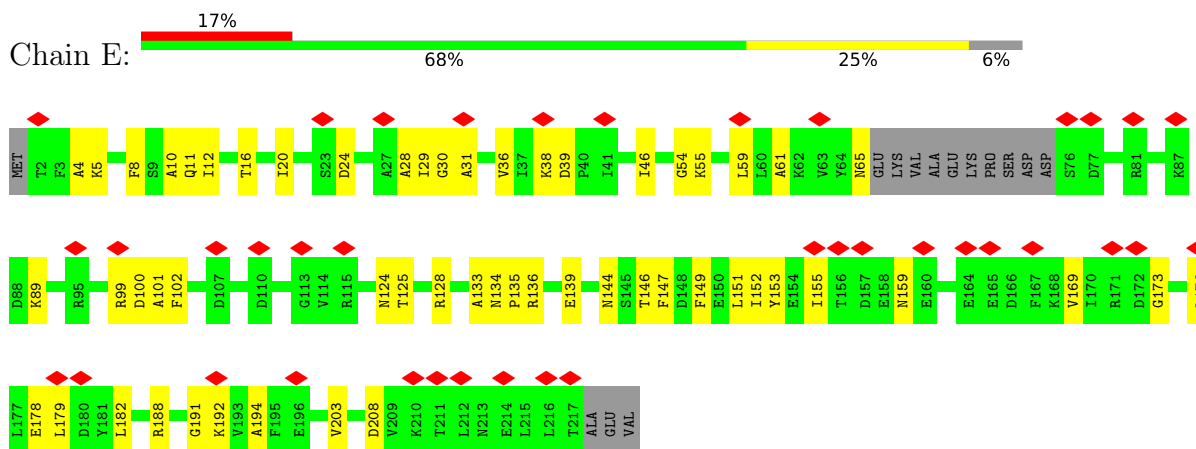 17%
Chain E:
68% 25% 6%
MET T2 F3 A4 K5 F8 S9 A10 Q11 I12 T16 I20 S23 D24 A27 A28 I29 G30 A31 V36 I37 K38 D39 P40 I41 I46 G54 K55 L59 L60 A61 K62 V63 Y64 N65 GLU LYS VAL ALA GLU LYS PRO SER ASP ASP S76 D77 R81 K87
D88 K89 R95 R99 D100 A101 F102 D107 D110 G113 V114 R115 N124 T125 R128 A133 N134 P135 R136 E139 N144 S145 T146 F147 D148 F149 E150 L151 I152 Y153 E154 I155 T156 D157 E158 N159 E160 E164 E165 D166 F167 K168 V169 I170 R171 D172 G173
L177 E178 L179 D180 Y181 L182 R188 G191 K192 V193 A194 F195 E196 V203 D208 V209 K210 T211 L212 N213 E214 L215 L216 T217 ALA GLU VAL